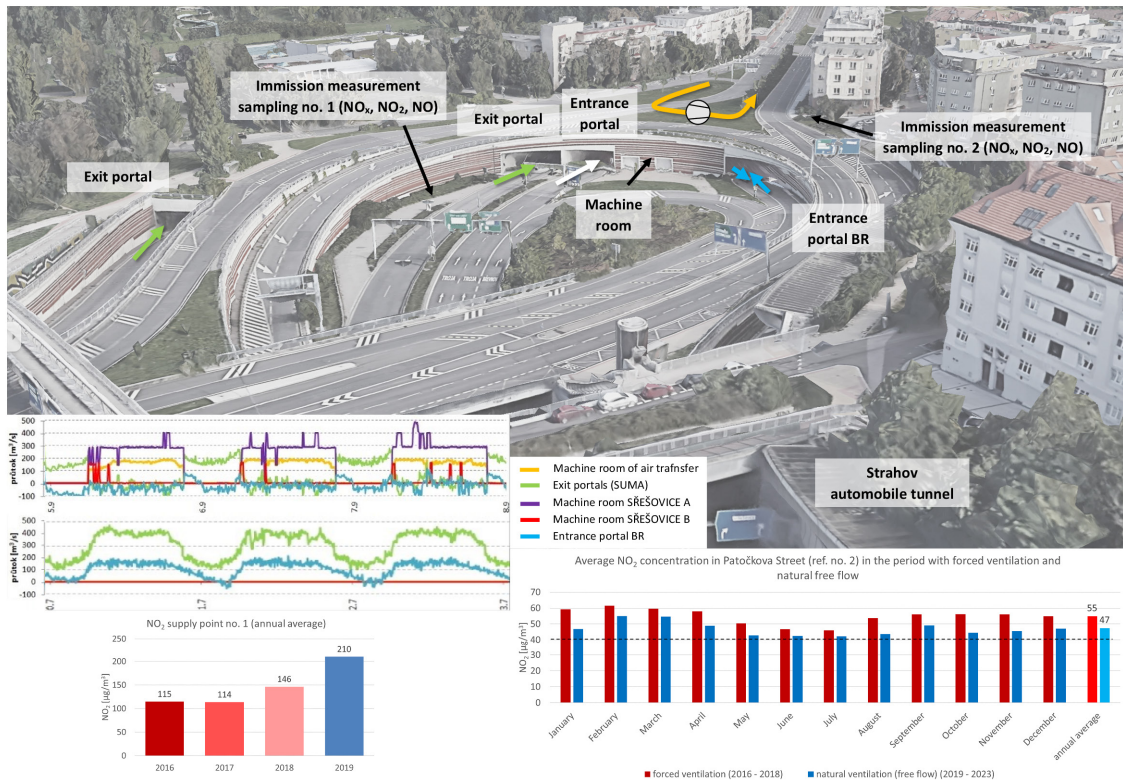 Immission measurement
sampling no. 1 (NOₓ, NO₂, NO)
Exit portal
Entrance
portal
Immission measurement
sampling no. 2 (NOₓ, NO₂, NO)
Exit portal
Machine
room
Entrance
portal BR
Strahov
automobile tunnel
průtok [m³/s]
500
400
300
200
100
0
-100
5.9
6.9
7.9
8.9
Machine room of air trafnsfer
Exit portals (SUMA)
Machine room SŘEŠOVICE A
Machine room SŘEŠOVICE B
Entrance portal BR
průtok [m³/s]
500
400
300
200
100
0
-100
0.7
1.7
2.7
3.7
NO₂ supply point no. 1 (annual average)
NO₂ [µg/m³]
250
200
150
100
50
0
115
114
146
210
2016
2017
2018
2019
Average NO₂ concentration in Patočkova Street (ref. no. 2) in the period with forced ventilation and
natural free flow
NO₂ [µg/m³]
70
60
50
40
30
20
10
0
55
47
January
February
March
April
May
June
July
August
September
October
November
December
annual average
forced ventilation (2016 - 2018)
natural ventilation (free flow) (2019 - 2023)